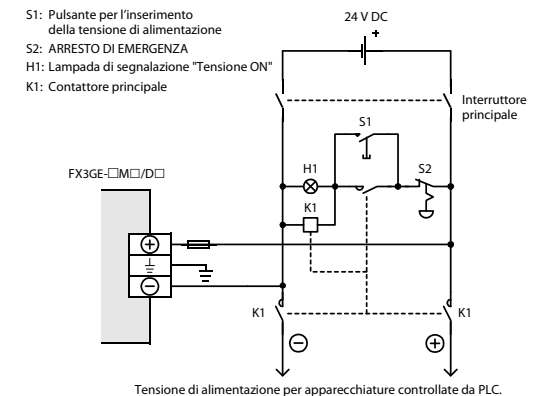 S1: Pulsante per l'inserimento
della tensione di alimentazione
S2: ARRESTO DI EMERGENZA
H1: Lampada di segnalazione "Tensione ON"
K1: Contattore principale
24 V DC
+
Interruttore
principale
S1
FX3GE-□M□/D□
H1
S2
K1
+
−
K1
K1
−
+
Tensione di alimentazione per apparecchiature controllate da PLC.